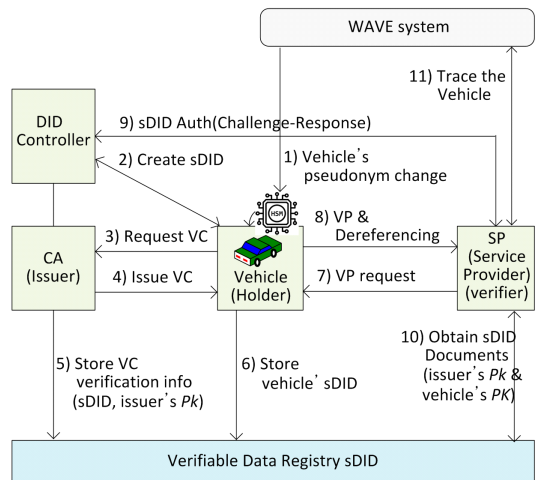 WAVE system
11) Trace the
Vehicle
DID
Controller
9) sDID Auth(Challenge-Response)
2) Create sDID
1) Vehicle's
pseudonym change
HSM
CA
(Issuer)
3) Request VC
4) Issue VC
Vehicle
(Holder)
8) VP &
Dereferencing
7) VP request
SP
(Service
Provider)
(verifier)
5) Store VC
verification info
(sDID, issuer's Pk)
6) Store
vehicle' sDID
10) Obtain sDID
Documents
(issuer's Pk &
vehicle's PK)
Verifiable Data Registry sDID